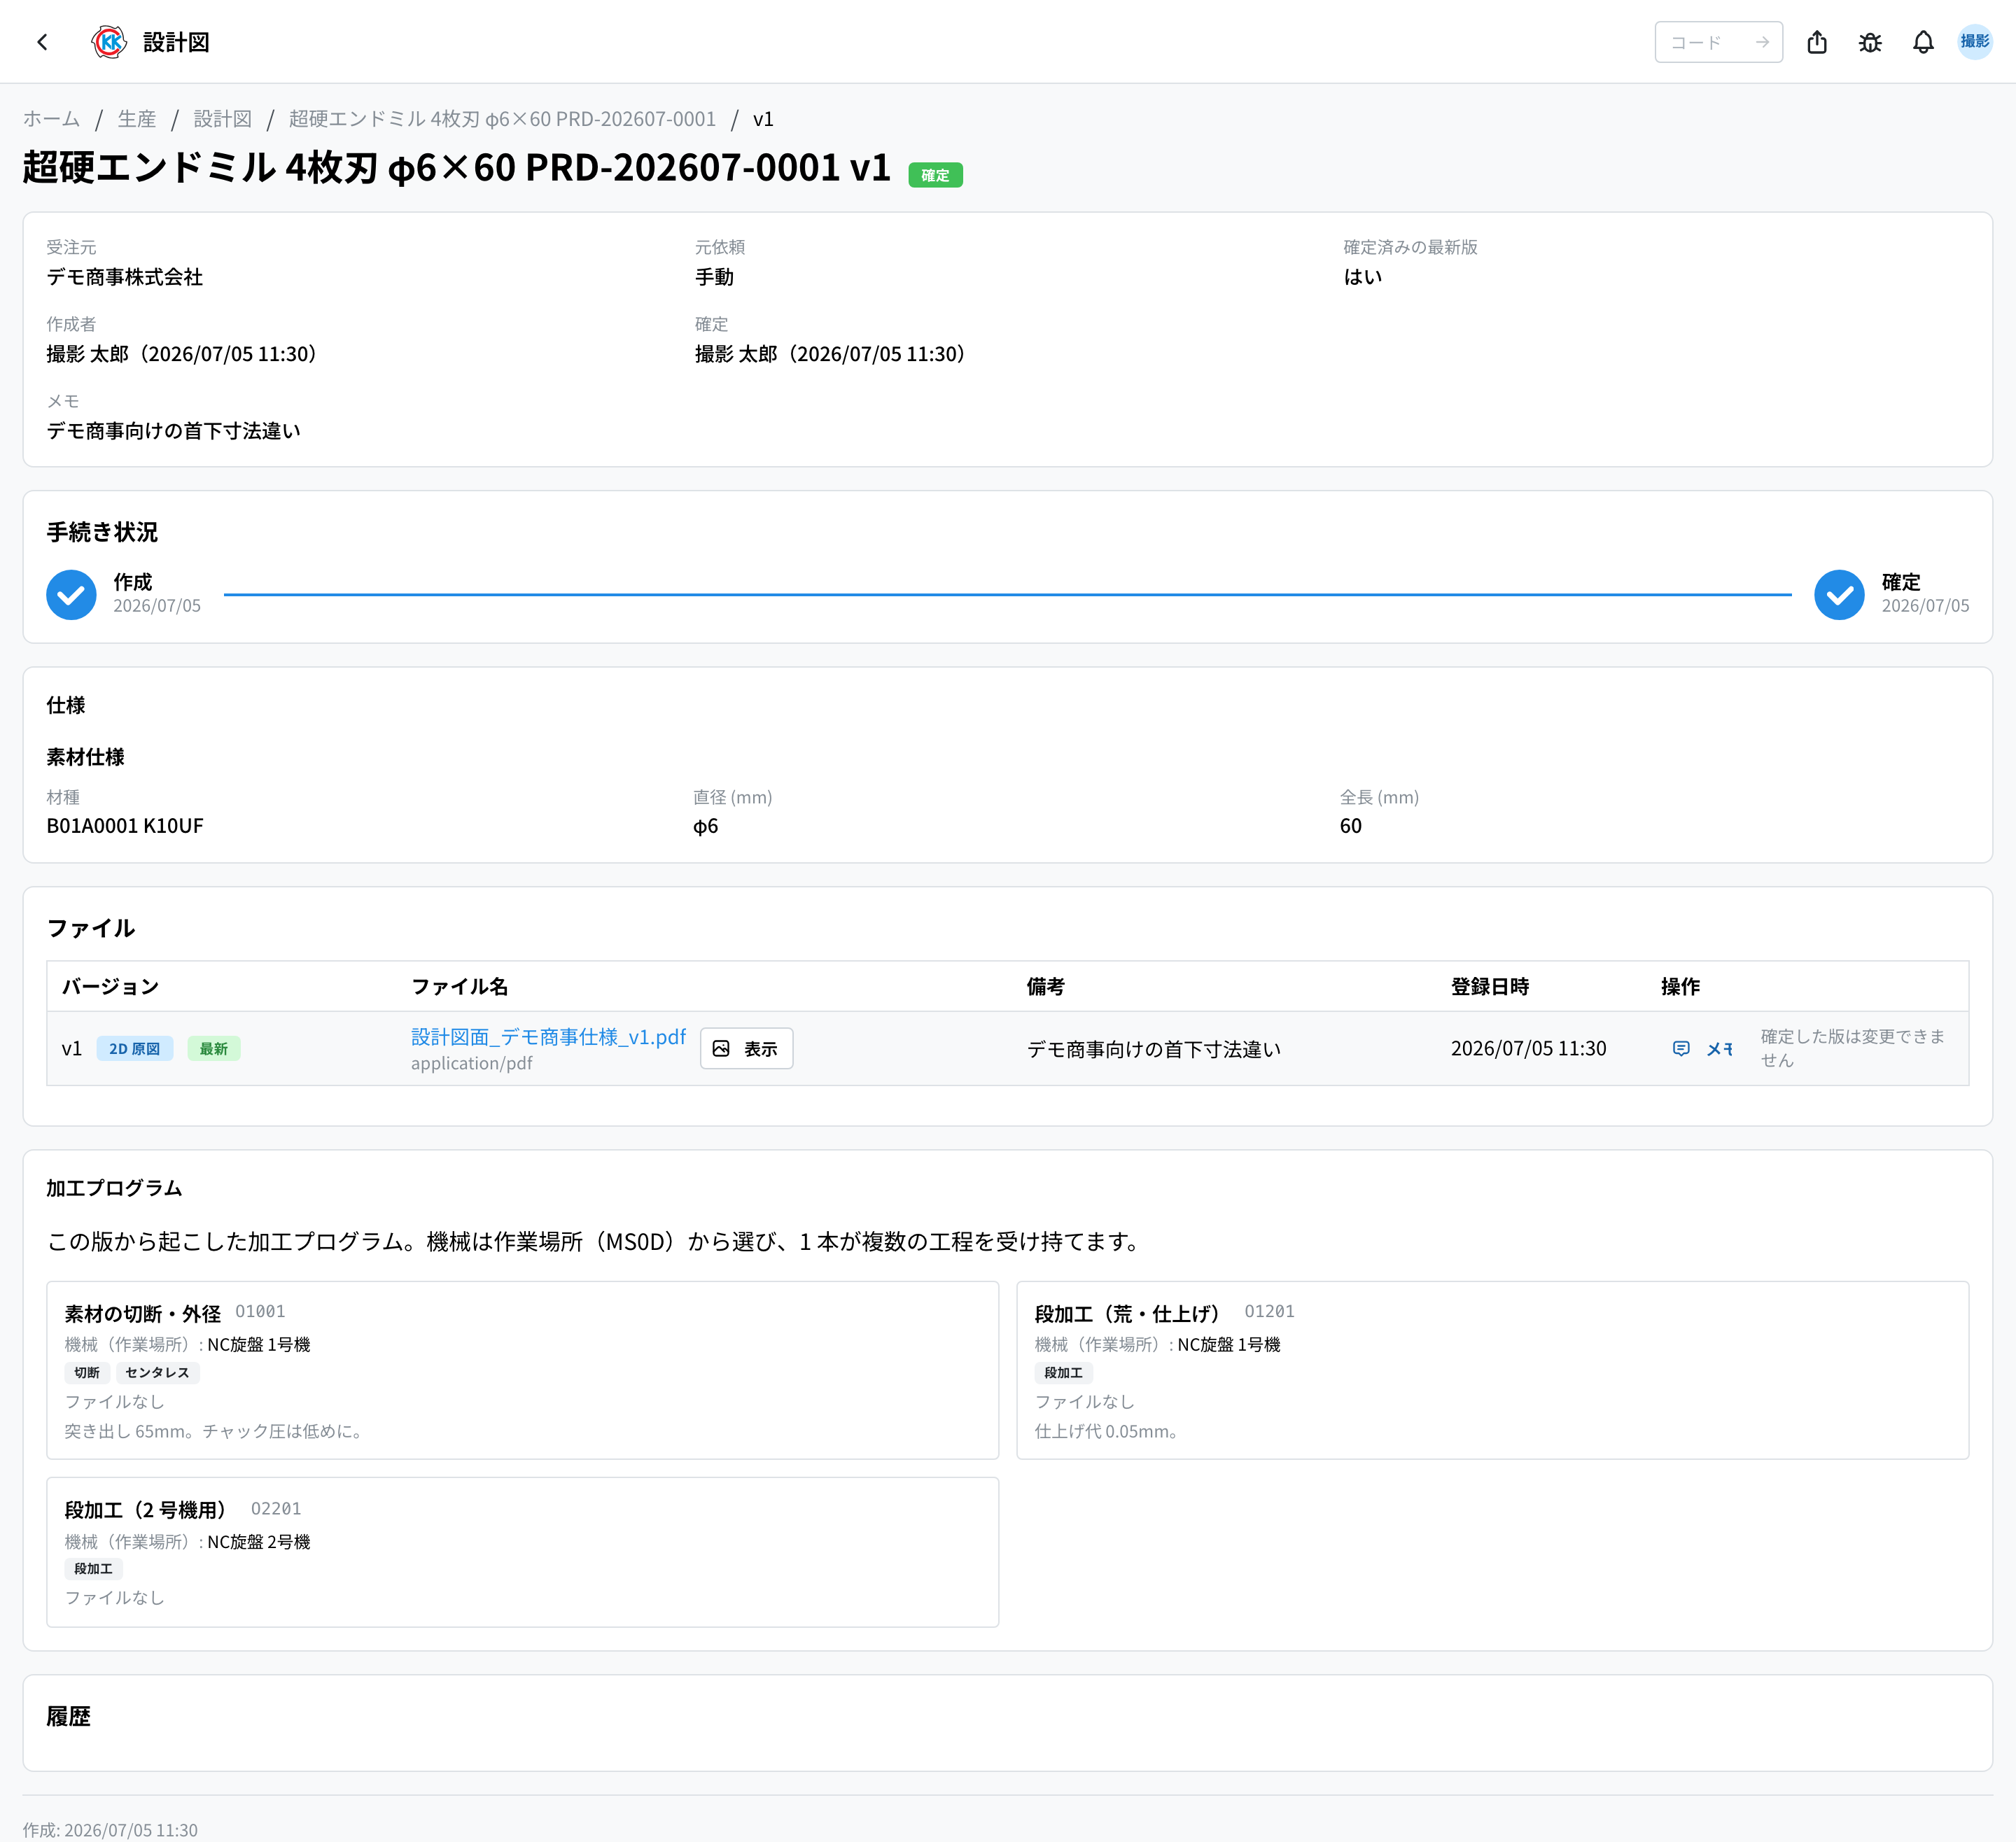 KK 設計図 コード 撮影
ホーム / 生産 / 設計図 / 超硬エンドミル 4枚刃 φ6×60 PRD-202607-0001 / v1
超硬エンドミル 4枚刃 φ6×60 PRD-202607-0001 v1 確定
受注元 元依頼 確定済みの最新版
デモ商事株式会社 手動 はい
作成者 確定
撮影 太郎（2026/07/05 11:30） 撮影 太郎（2026/07/05 11:30）
メモ
デモ商事向けの首下寸法違い
手続き状況
作成 確定
2026/07/05 2026/07/05
仕様
素材仕様
材種 直径 (mm) 全長 (mm)
B01A0001 K10UF φ6 60
ファイル
バージョン ファイル名 備考 登録日時 操作
v1 2D 原図 最新 設計図面_デモ商事仕様_v1.pdf 表示 デモ商事向けの首下寸法違い 2026/07/05 11:30 メモ 確定した版は変更できま
application/pdf せん
加工プログラム
この版から起こした加工プログラム。機械は作業場所（MS0D）から選び、1 本が複数の工程を受け持てます。
素材の切断・外径 O1001
機械（作業場所）: NC旋盤 1号機
切断 センタレス
ファイルなし
突き出し 65mm。チャック圧は低めに。
段加工（荒・仕上げ） O1201
機械（作業場所）: NC旋盤 1号機
段加工
ファイルなし
仕上げ代 0.05mm。
段加工（2 号機用） O2201
機械（作業場所）: NC旋盤 2号機
段加工
ファイルなし
履歴
作成: 2026/07/05 11:30